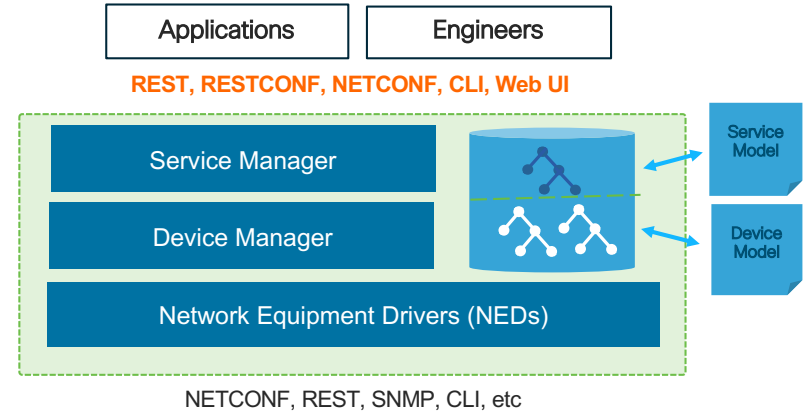 Applications
Engineers
REST, RESTCONF, NETCONF, CLI, Web UI
Service Manager
Service
Model
Device Manager
Device
Model
Network Equipment Drivers (NEDs)
NETCONF, REST, SNMP, CLI, etc